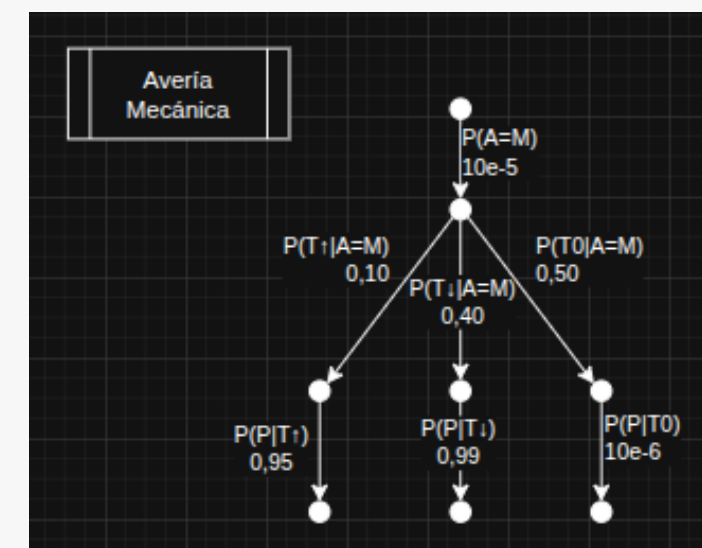 Avería
Mecánica
P(A=M)
10e-5
P(T↑|A=M)
0,10
P(T↓|A=M)
0,40
P(T0|A=M)
0,50
P(P|T↑)
0,95
P(P|T↓)
0,99
P(P|T0)
10e-6